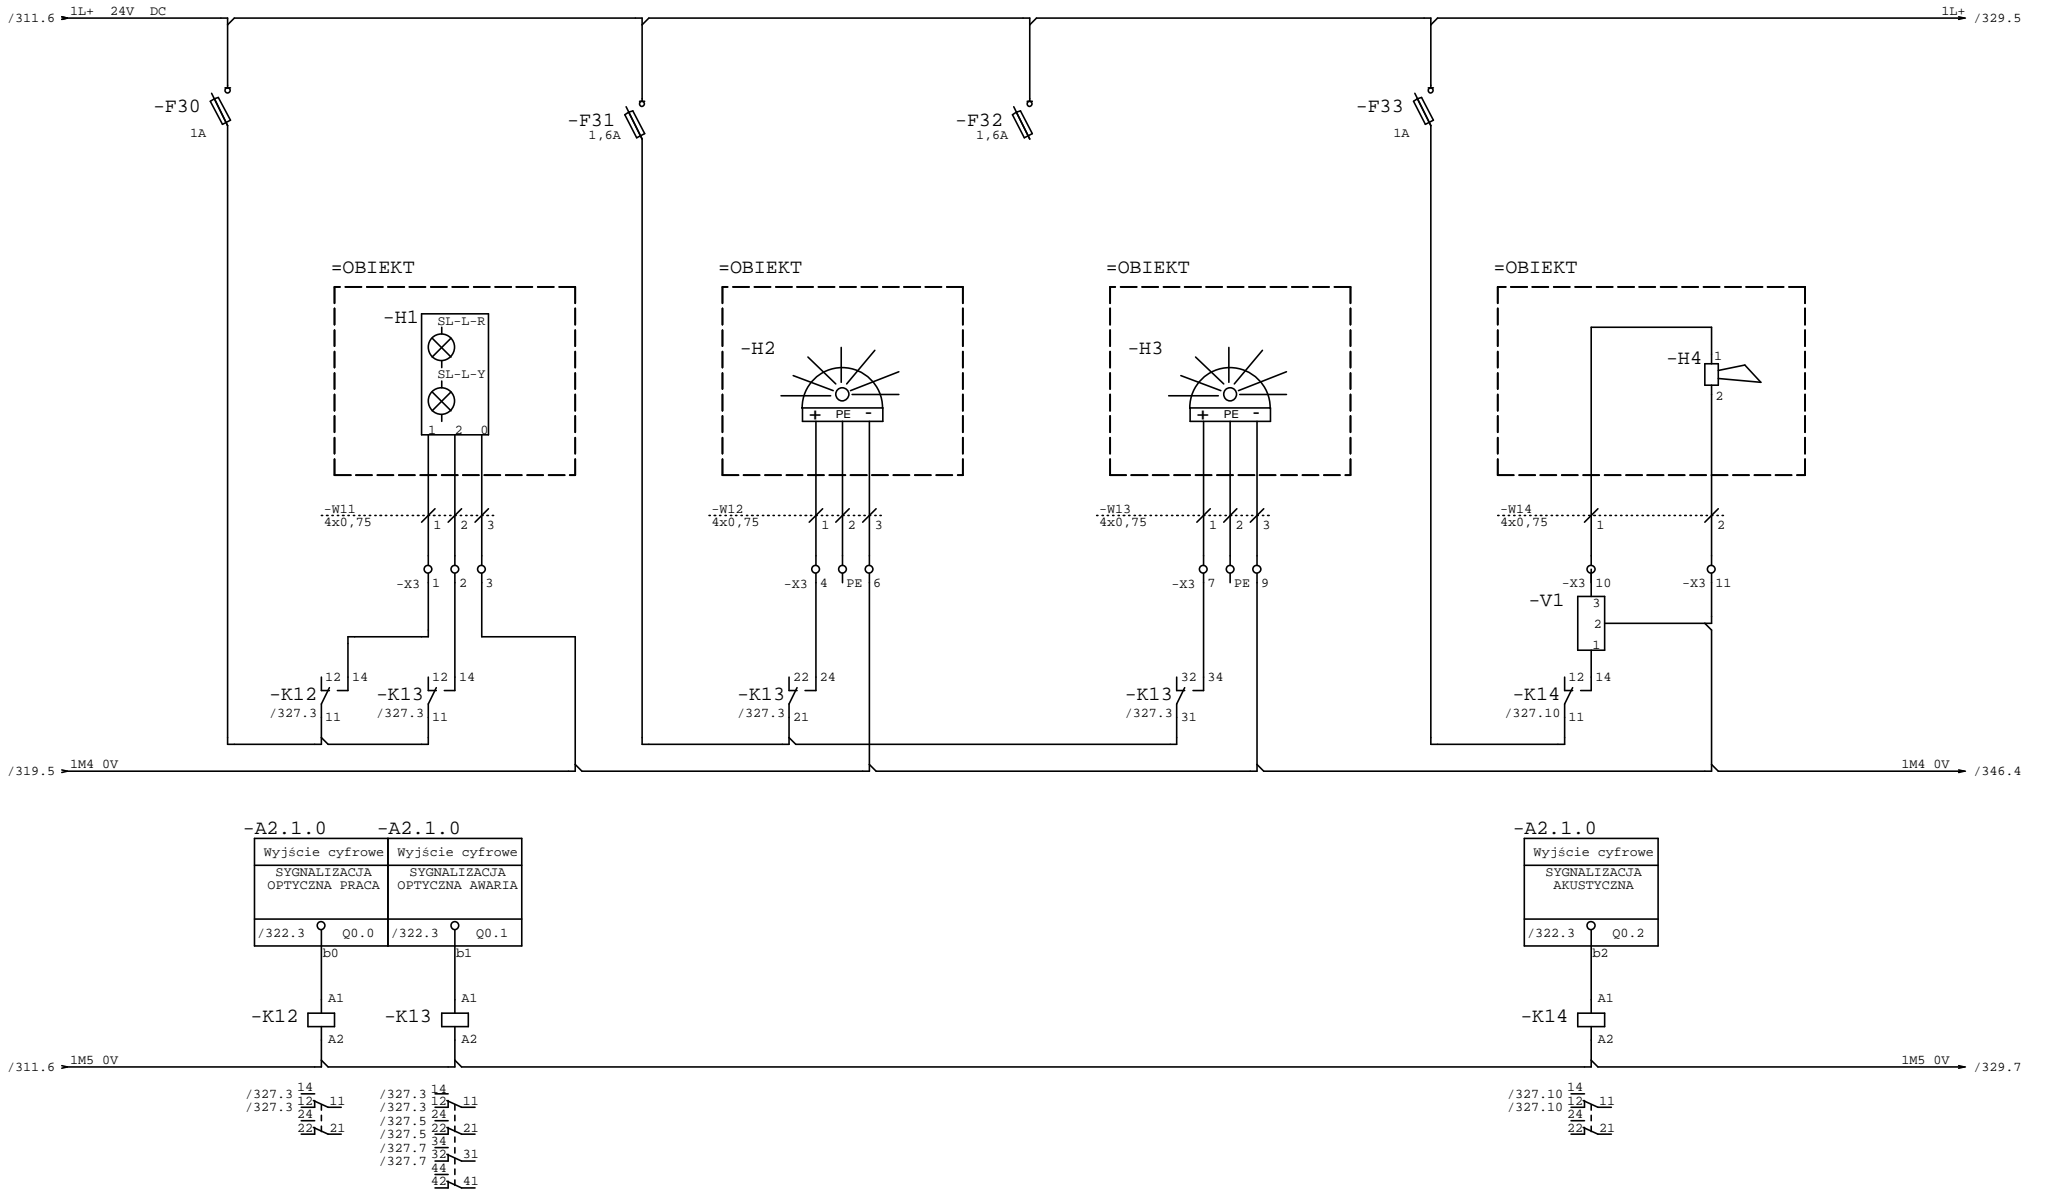 /311.6 1L+ 24V DC 1L+ /329.5
-F30
1A
-F31
1,6A
-F32
1,6A
-F33
1A
=OBIEKT =OBIEKT =OBIEKT =OBIEKT
-H1 SL-L-R
SL-L-Y
1 2 0
-H2
+ PE -
-H3
+ PE -
-H4 1
2
-W11
4x0,75 1 2 3
-W12
4x0,75 1 2 3
-W13
4x0,75 1 2 3
-W14
4x0,75 1 2
-X3 1 2 3
-X3 4 PE 6
-X3 7 PE 9
-X3 10 -X3 11
-V1 3
2
1
12 14
-K12
/327.3 11
12 14
-K13
/327.3 11
22 24
-K13
/327.3 21
32 34
-K13
/327.3 31
12 14
-K14
/327.10 11
/319.5 1M4 0V 1M4 0V /346.4
-A2.1.0 -A2.1.0 -A2.1.0
Wyjście cyfrowe Wyjście cyfrowe Wyjście cyfrowe
SYGNALIZACJA
OPTYCZNA PRACA
SYGNALIZACJA
OPTYCZNA AWARIA
SYGNALIZACJA
AKUSTYCZNA
/322.3 Q0.0 /322.3 Q0.1 /322.3 Q0.2
b0 b1 b2
A1 A1 A1
-K12 -K13 -K14
A2 A2 A2
/311.6 1M5 0V 1M5 0V /329.7
/327.3 14
/327.3 12 11
24
22 21
/327.3 14
/327.3 12 11
/327.5 24
/327.5 22 21
/327.7 34
/327.7 32 31
44
42 41
/327.10 14
/327.10 12 11
24
22 21